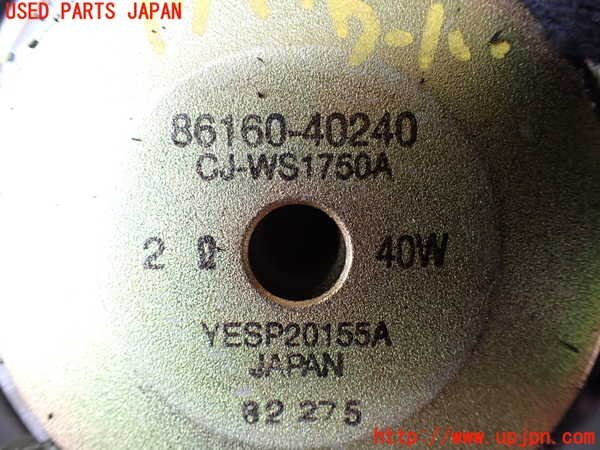 USED PARTS JAPAN
86160-40240
CJ-WS1750A
2 Ω 40W
YESP20155A
JAPAN
82 275
http://www.upjpn.com